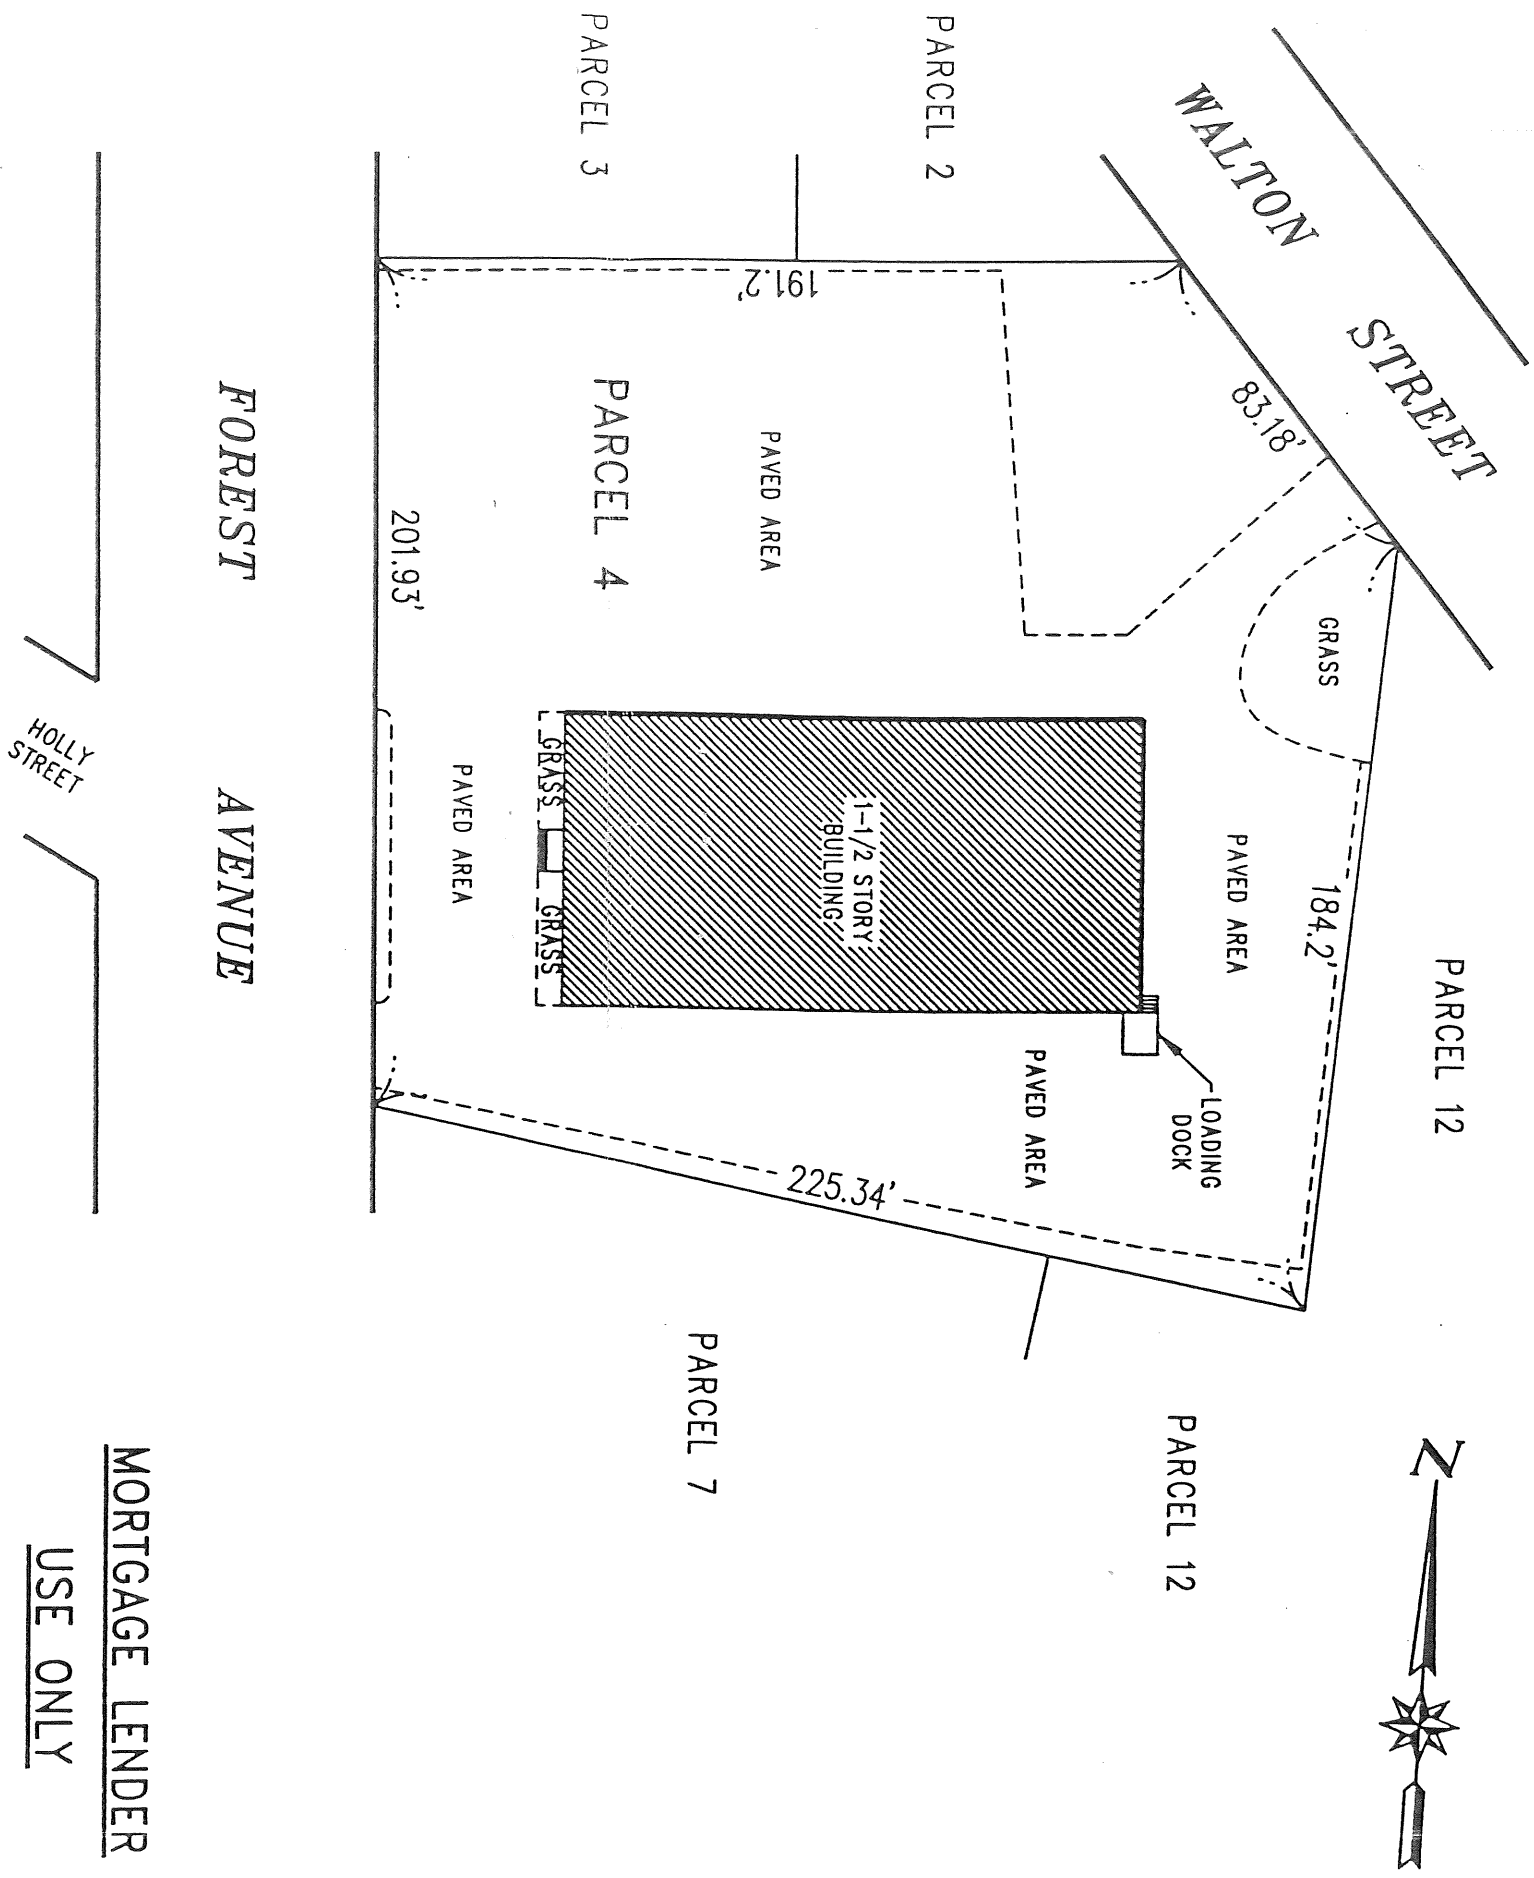 WALTON STREET
PARCEL 2
PARCEL 3
191.2'
83.18'
PARCEL 4
PAVED AREA
201.93'
GRASS
1-1/2 STORY
BUILDING
GRASS
GRASS
PAVED AREA
PAVED AREA
184.2'
PARCEL 12
LOADING
DOCK
PAVED AREA
225.34'
FOREST AVENUE
HOLLY
STREET
PARCEL 7
PARCEL 12
N
MORTGAGE LENDER
USE ONLY